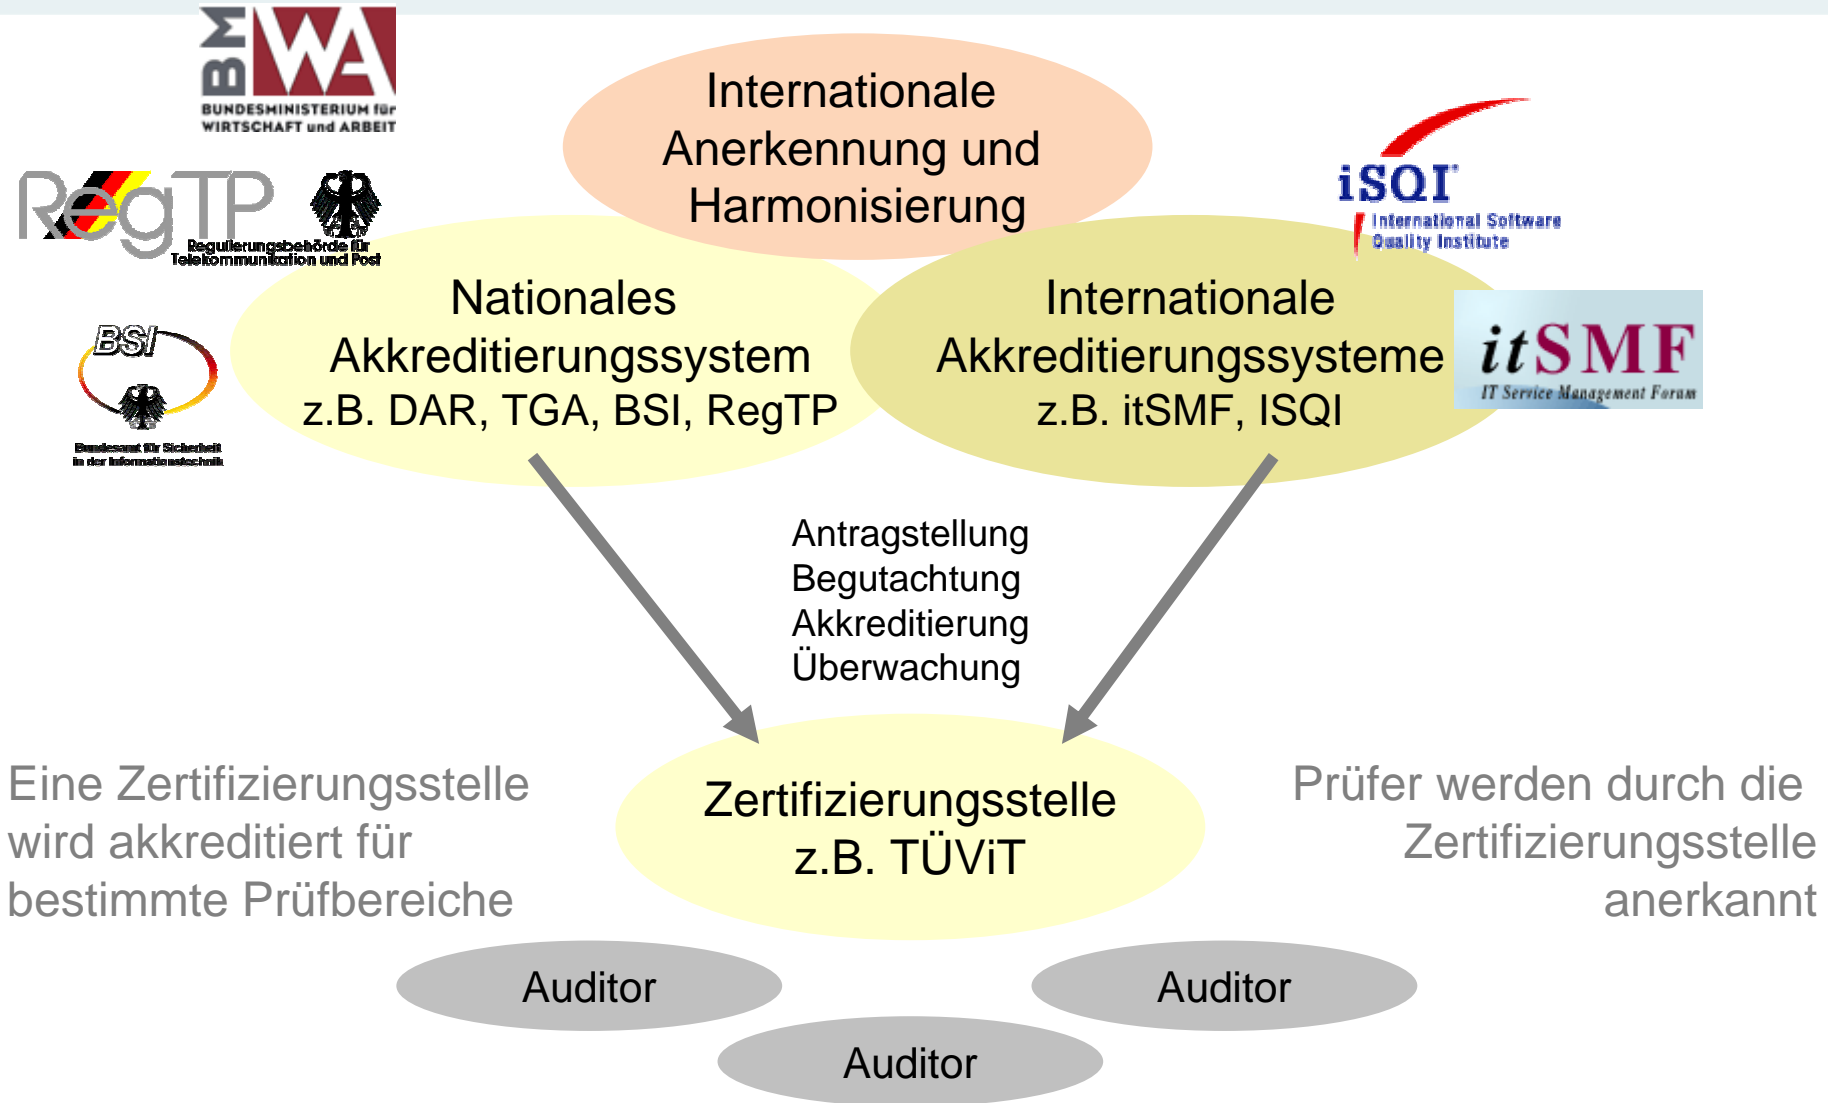 BM
WA
BUNDESMINISTERIUM für
WIRTSCHAFT und ARBEIT
Internationale
Anerkennung und
Harmonisierung
iSQI
International Software
Quality Institute
RegTP
Regulierungsbehörde für
Telekommunikation und Post
BSI
Bundesamt für Sicherheit
in der Informationstechnik
Nationales
Akkreditierungssystem
z.B. DAR, TGA, BSI, RegTP
Internationale
Akkreditierungssysteme
z.B. itSMF, ISQI
itSMF
IT Service Management Forum
Antragstellung
Begutachtung
Akkreditierung
Überwachung
Eine Zertifizierungsstelle
wird akkreditiert für
bestimmte Prüfbereiche
Zertifizierungsstelle
z.B. TÜViT
Prüfer werden durch die
Zertifizierungsstelle
anerkannt
Auditor
Auditor
Auditor